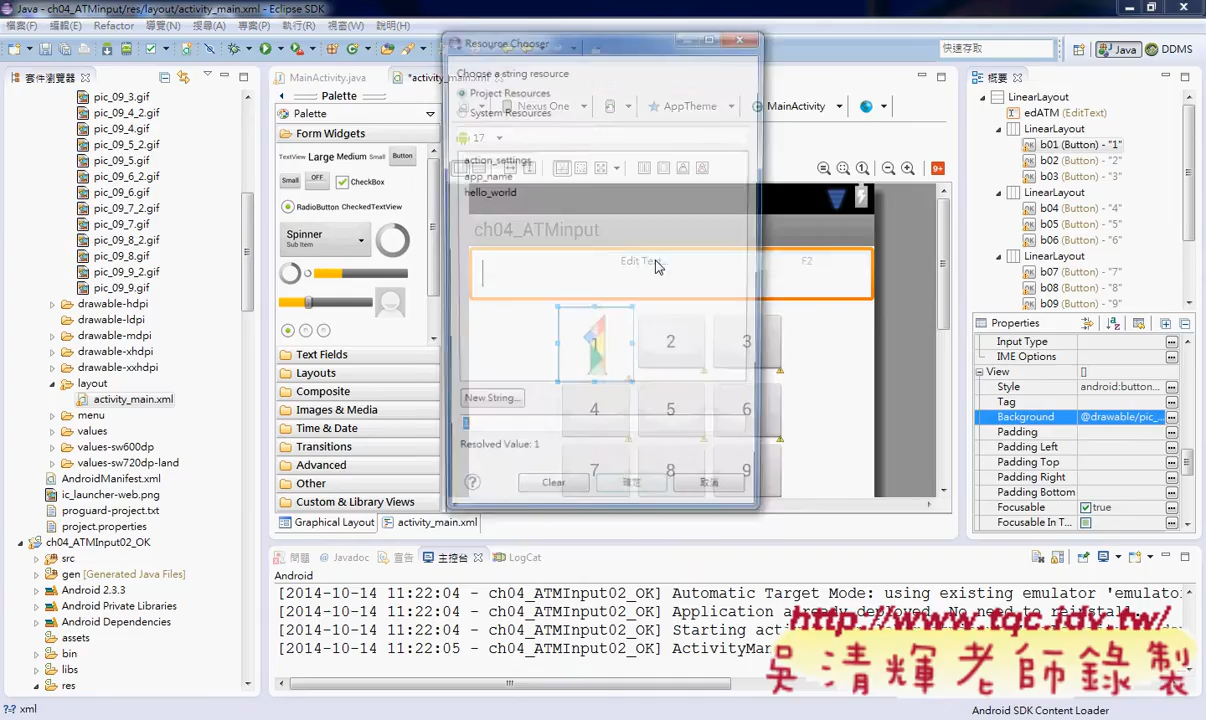 Java - ch04_ATMinput/res/layout/activity_main.xml - Eclipse SDK
檔案(F) 編輯(E) Refactor 導覽(N) 搜尋(A) 專案(P) 執行(R) 視窗(W) 說明(H)
快速存取
Java
DDMS
套件瀏覽器
pic_09_3.gif
pic_09_4_2.gif
pic_09_4.gif
pic_09_5_2.gif
pic_09_5.gif
pic_09_6_2.gif
pic_09_6.gif
pic_09_7_2.gif
pic_09_7.gif
pic_09_8_2.gif
pic_09_8.gif
pic_09_9_2.gif
pic_09_9.gif
drawable-hdpi
drawable-ldpi
drawable-mdpi
drawable-xhdpi
drawable-xxhdpi
layout
activity_main.xml
menu
values
values-sw600dp
values-sw720dp-land
AndroidManifest.xml
ic_launcher-web.png
proguard-project.txt
project.properties
ch04_ATMInput02_OK
src
gen [Generated Java Files]
Android 2.3.3
Android Private Libraries
Android Dependencies
assets
bin
libs
res
MainActivity.java
*activity_main.xml
Palette
Palette
Form Widgets
TextView Large Medium Small Button
Small OFF CheckBox
RadioButton CheckedTextView
Spinner
Sub Item
Text Fields
Layouts
Composite
Images & Media
Time & Date
Transitions
Advanced
Other
Custom & Library Views
Graphical Layout
activity_main.xml
Resource Chooser
Choose a string resource
Project Resources
System Resources
17
action_settings
app_name
hello_world
New String...
1
Resolved Value: 1
Clear
確定
取消
Nexus One
AppTheme
MainActivity
9+
ch04_ATMinput
Edit Text...
F2
1 2 3
4 5 6
7 8 9
概要
LinearLayout
edATM (EditText)
LinearLayout
b01 (Button) - "1"
b02 (Button) - "2"
b03 (Button) - "3"
LinearLayout
b04 (Button) - "4"
b05 (Button) - "5"
b06 (Button) - "6"
LinearLayout
b07 (Button) - "7"
b08 (Button) - "8"
b09 (Button) - "9"
Properties
Input Type
IME Options
View []
Style android:button...
Tag
Background @drawable/pic_...
Padding
Padding Left
Padding Top
Padding Right
Padding Bottom
Focusable true
Focusable In T...
問題
Javadoc
宣告
主控台
LogCat
Android
[2014-10-14 11:22:04 - ch04_ATMInput02_OK] Automatic Target Mode: using existing emulator 'emulato
[2014-10-14 11:22:04 - ch04_ATMInput02_OK] Application already deployed. No need to reinstall.
[2014-10-14 11:22:04 - ch04_ATMInput02_OK] Starting act
[2014-10-14 11:22:05 - ch04_ATMInput02_OK] ActivityMa
http://www.tqc.idv.tw/
吳清輝老師錄製
xml
Android SDK Content Loader